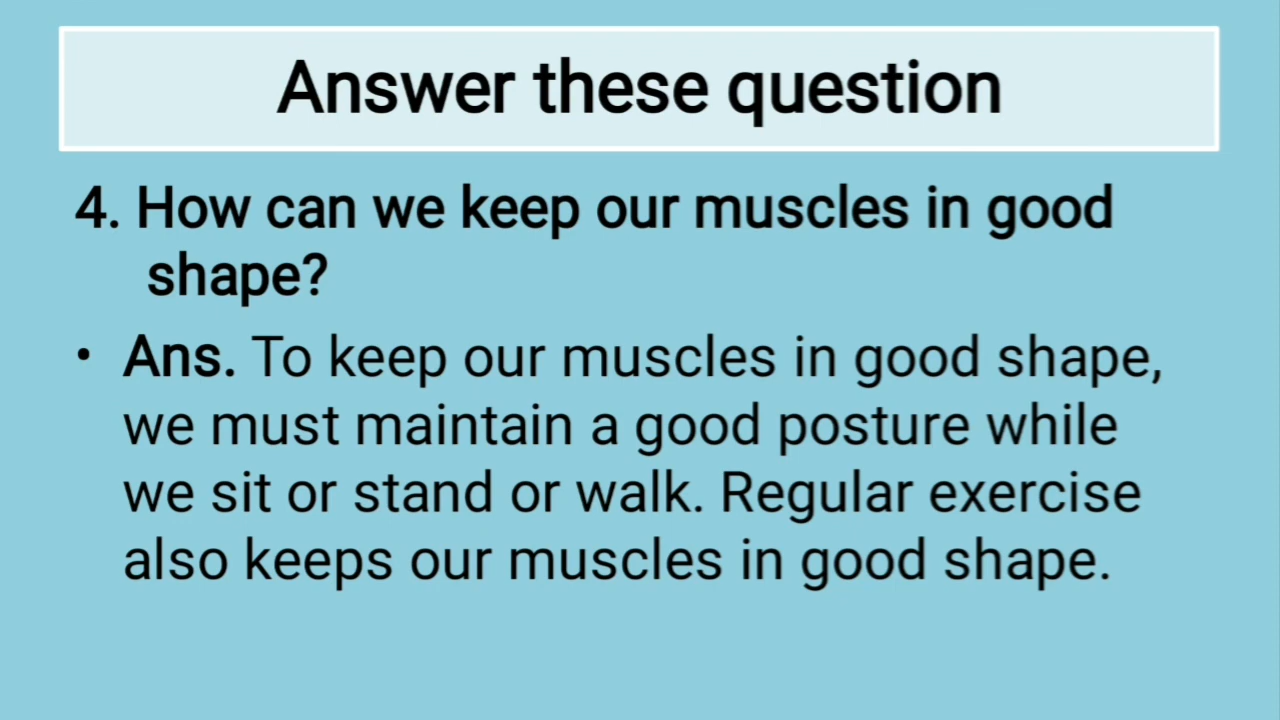 Answer these question
4. How can we keep our muscles in good
shape?
• Ans. To keep our muscles in good shape,
we must maintain a good posture while
we sit or stand or walk. Regular exercise
also keeps our muscles in good shape.